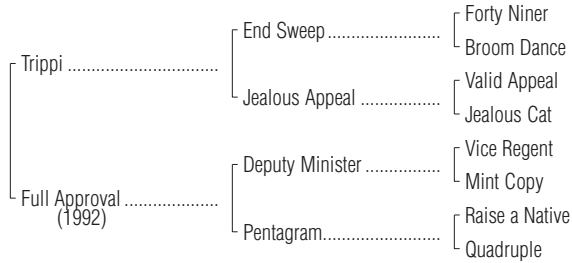 Forty Niner
End Sweep........................
Broom Dance
Trippi ................................
Valid Appeal
Jealous Appeal .................
Jealous Cat
Vice Regent
Deputy Minister ................
Mint Copy
Full Approval ....................
(1992)
Raise a Native
Pentagram.........................
Quadruple